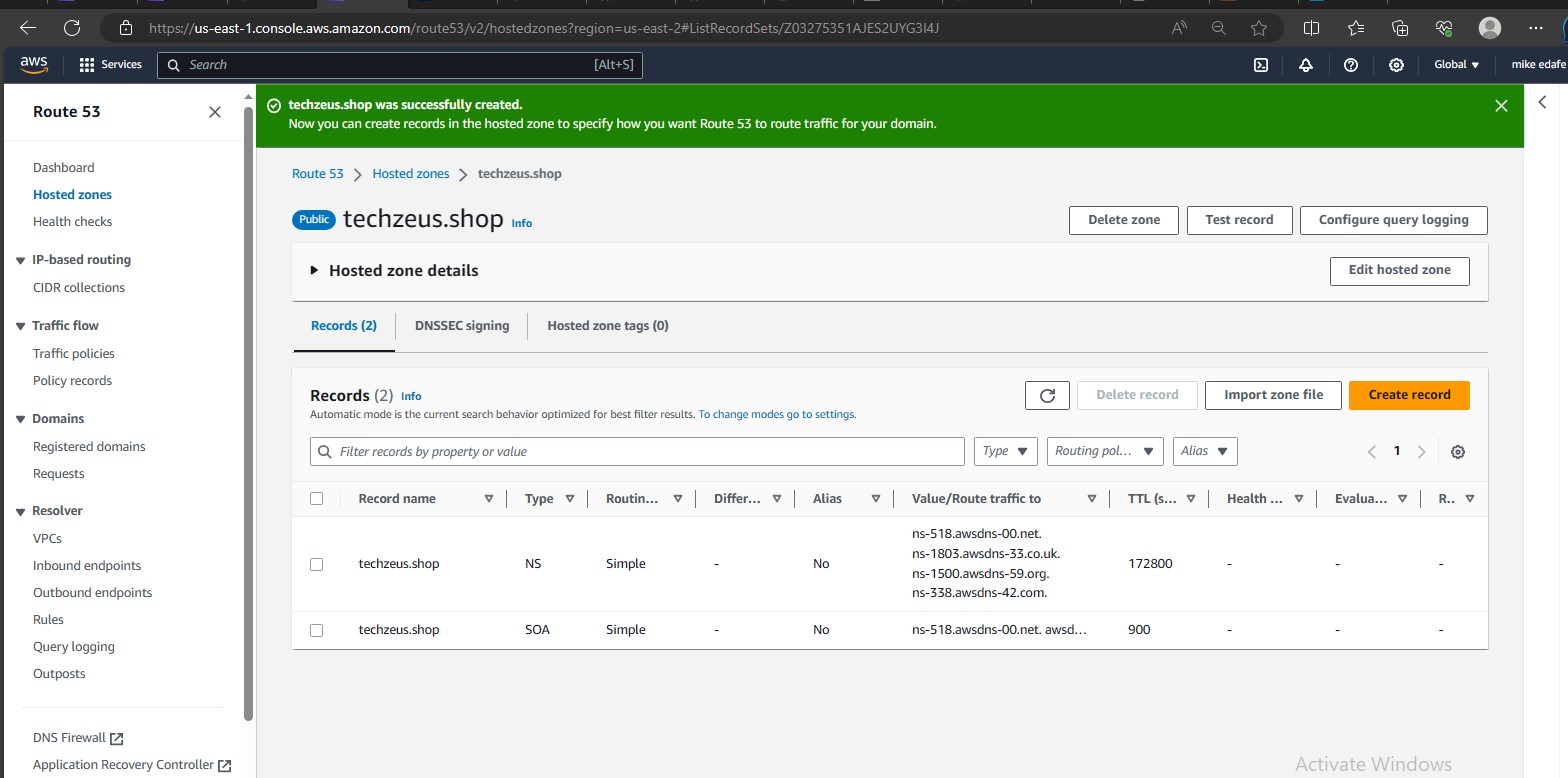 https://us-east-1.console.aws.amazon.com/route53/v2/hostedzones?region=us-east-2#ListRecordSets/Z03275351AJES2UYG3I4J
aws Services Search [Alt+S] Global mike edafe
Route 53
Dashboard
Hosted zones
Health checks
IP-based routing
CIDR collections
Traffic flow
Traffic policies
Policy records
Domains
Registered domains
Requests
Resolver
VPCs
Inbound endpoints
Outbound endpoints
Rules
Query logging
Outposts
DNS Firewall
Application Recovery Controller
techzeus.shop was successfully created.
Now you can create records in the hosted zone to specify how you want Route 53 to route traffic for your domain.
Route 53 > Hosted zones > techzeus.shop
Public techzeus.shop Info Delete zone Test record Configure query logging
Hosted zone details Edit hosted zone
Records (2) DNSSEC signing Hosted zone tags (0)
Records (2) Info Delete record Import zone file Create record
Automatic mode is the current search behavior optimized for best filter results. To change modes go to settings.
Filter records by property or value Type Routing pol... Alias 1
Record name Type Routin... Differ... Alias Value/Route traffic to TTL (s... Health ... Evalua... R..
techzeus.shop NS Simple - No ns-518.awsdns-00.net. 172800 - - -
ns-1803.awsdns-33.co.uk.
ns-1500.awsdns-59.org.
ns-338.awsdns-42.com.
techzeus.shop SOA Simple - No ns-518.awsdns-00.net. awsd... 900 - - -
Activate Windows